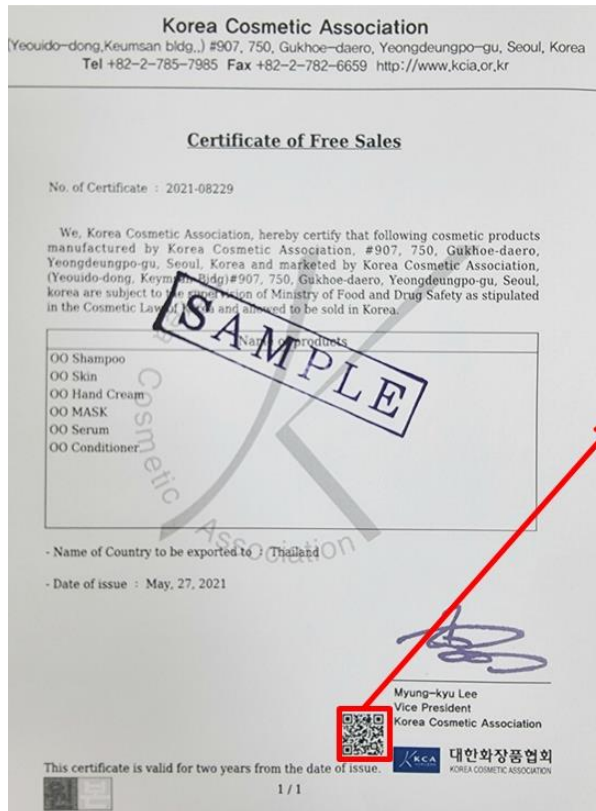 Korea Cosmetic Association
(Yeouido-dong,Keumsan bldg,.) #907, 750, Gukhoe-daero, Yeongdeungpo-gu, Seoul, Korea
Tel +82-2-785-7985 Fax +82-2-782-6659 http://www.kcia.or.kr
Certificate of Free Sales
No. of Certificate : 2021-08229
We, Korea Cosmetic Association, hereby certify that following cosmetic products
manufactured by Korea Cosmetic Association, #907, 750, Gukhoe-daero,
Yeongdeungpo-gu, Seoul, Korea and marketed by Korea Cosmetic Association,
(Yeouido-dong, Keymsan Bldg)#907, 750, Gukhoe-daero, Yeongdeungpo-gu, Seoul,
korea are subject to the supervision of Ministry of Food and Drug Safety as stipulated
in the Cosmetic Law of Korea and allowed to be sold in Korea.
SAMPLE
Name of products
OO Shampoo
OO Skin
OO Hand Cream
OO MASK
OO Serum
OO Conditioner
Cosmetic Association
- Name of Country to be exported to : Thailand
- Date of issue : May, 27, 2021
Myung-kyu Lee
Vice President
Korea Cosmetic Association
KCA
대한화장품협회
KOREA COSMETIC ASSOCIATION
This certificate is valid for two years from the date of issue.
1 / 1